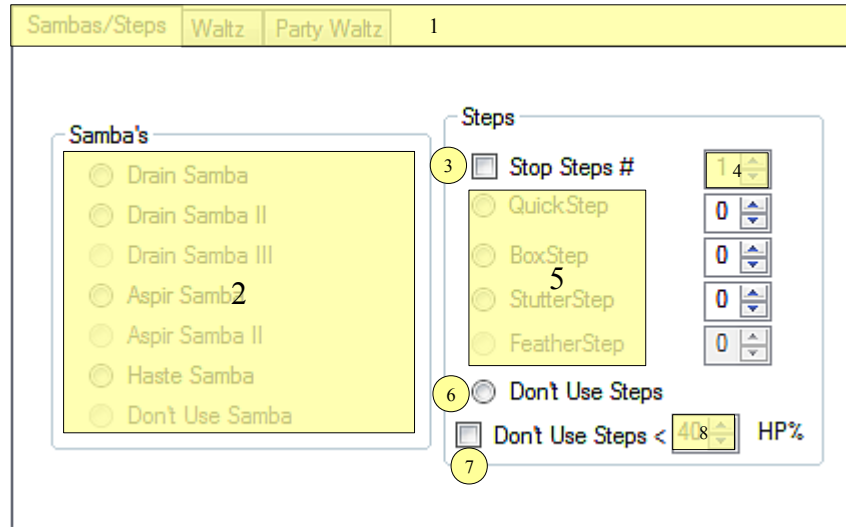 Sambas/Steps Waltz Party Waltz 1
Samba's
Drain Samba
Drain Samba II
Drain Samba III
Aspir Samba
Aspir Samba II
Haste Samba
Don't Use Samba
2
Steps
3 Stop Steps # 1 4
QuickStep 0
BoxStep 0
5
StutterStep 0
FeatherStep 0
6 Don't Use Steps
Don't Use Steps < 40 8 HP%
7